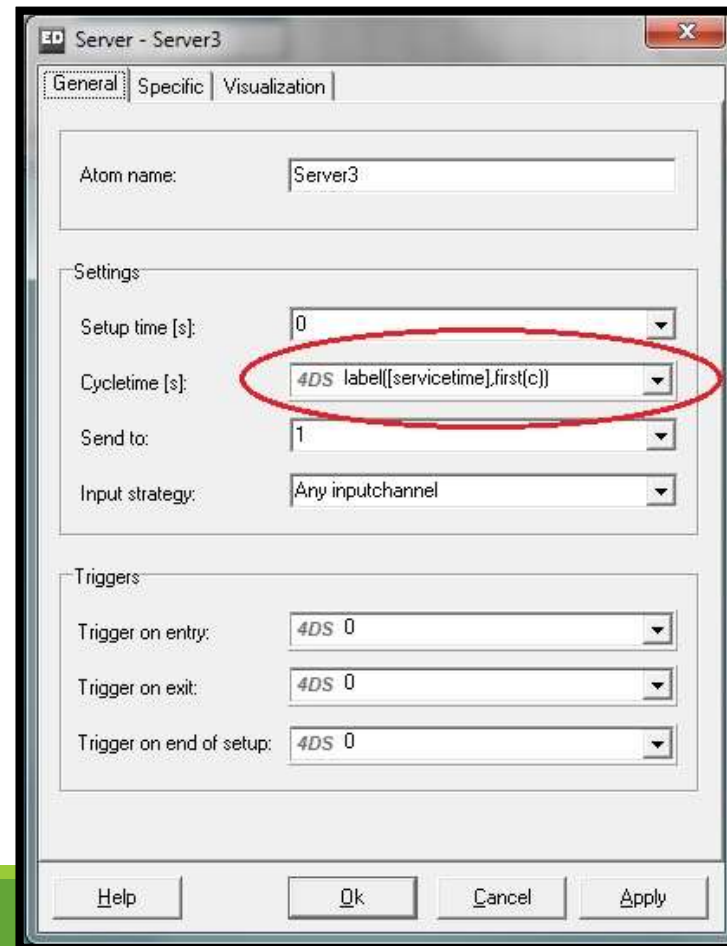 ED Server - Server3
General Specific Visualization
Atom name: Server3
Settings
Setup time [s]: 0
Cycletime [s]: 4DS label([servicetime],first(c))
Send to: 1
Input strategy: Any inputchannel
Triggers
Trigger on entry: 4DS 0
Trigger on exit: 4DS 0
Trigger on end of setup: 4DS 0
Help Ok Cancel Apply